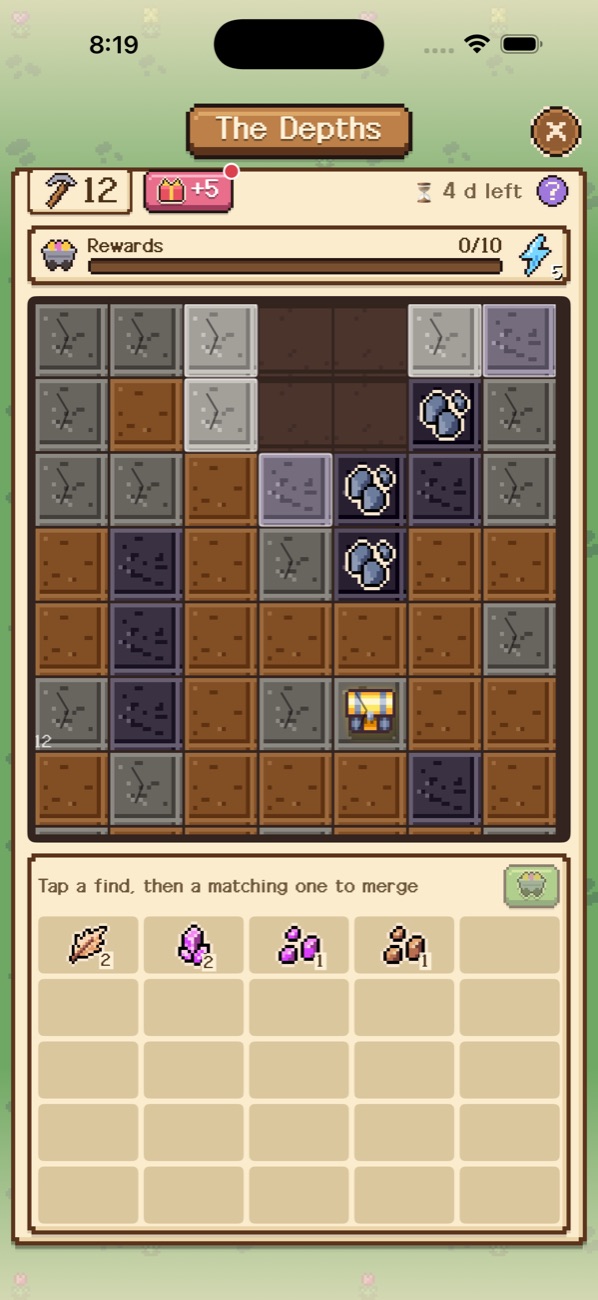 8:19
The Depths
12
+5
4 d left
?
Rewards
0/10
5
12
Tap a find, then a matching one to merge
2
2
1
1